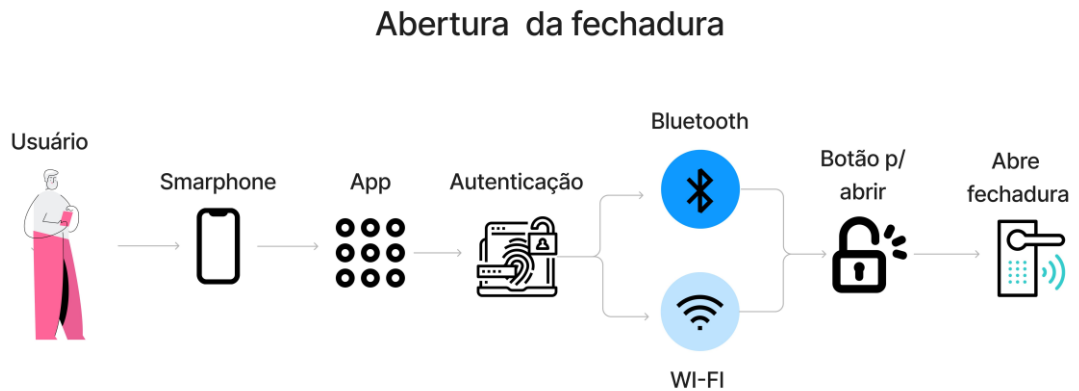 Abertura da fechadura
Usuário
Smarphone
App
Autenticação
Bluetooth
WI-FI
Botão p/
abrir
Abre
fechadura